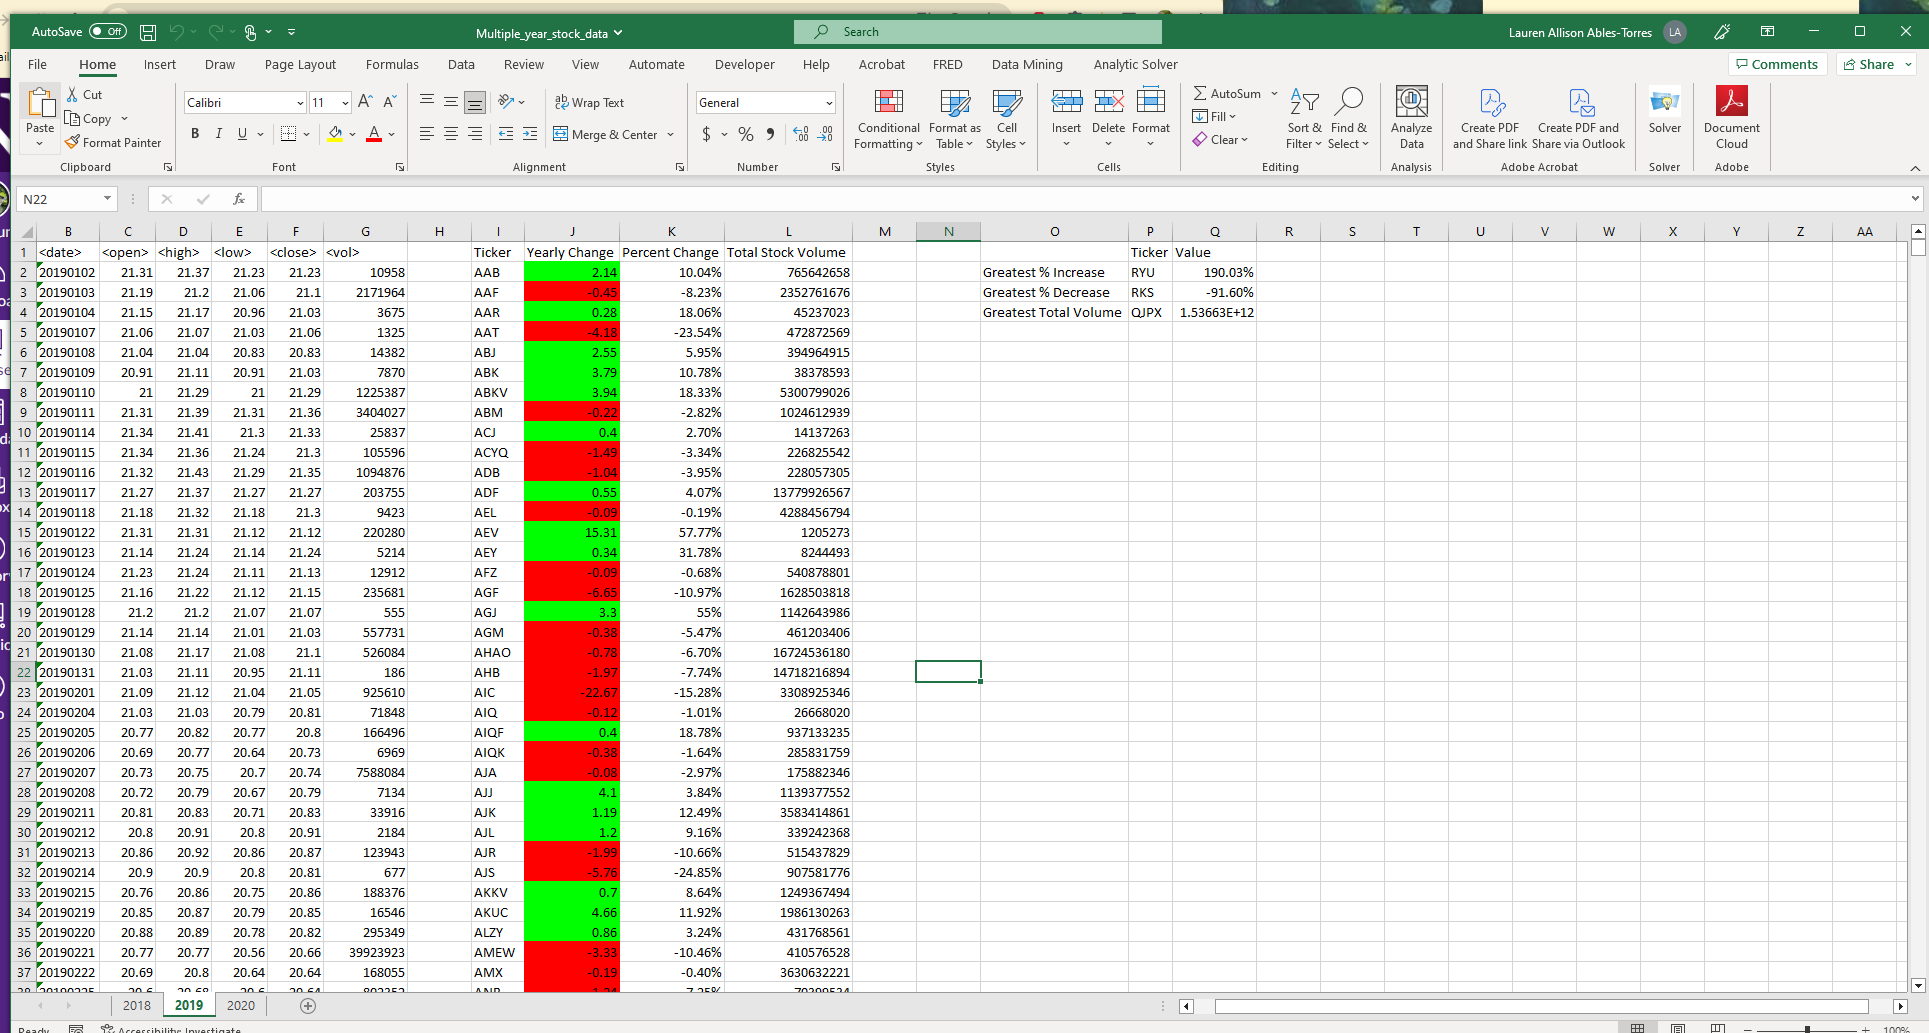 AutoSave Off Multiple_year_stock_data Search Lauren Allison Ables-Torres LA
File Home Insert Draw Page Layout Formulas Data Review View Automate Developer Help Acrobat FRED Data Mining Analytic Solver Comments Share
Paste Cut Copy Format Painter
Calibri 11 B I U A
Wrap Text Merge & Center
General $ %
Conditional Formatting Format as Table Cell Styles
Insert Delete Format
AutoSum Fill Clear Sort & Filter Find & Select
Analyze Data
Create PDF and Share link Create PDF and Share via Outlook
Solver Document Cloud
Clipboard Font Alignment Number Styles Cells Editing Analysis Adobe Acrobat Solver Adobe
N22 fx
B C D E F G H I J K L M N O P Q R S T U V W X Y Z AA
1 <date> <open> <high> <low> <close> <vol> Ticker Yearly Change Percent Change Total Stock Volume Ticker Value
2 20190102 21.31 21.37 21.23 21.23 10958 AAB 2.14 10.04% 765642658 Greatest % Increase RYU 190.03%
3 20190103 21.19 21.2 21.06 21.1 2171964 AAF -0.45 -8.23% 2352761676 Greatest % Decrease RKS -91.60%
4 20190104 21.15 21.17 20.96 21.03 3675 AAR 0.28 18.06% 45237023 Greatest Total Volume QJPX 1.53663E+12
5 20190107 21.06 21.07 21.03 21.06 1325 AAT -4.18 -23.54% 472872569
6 20190108 21.04 21.04 20.83 20.83 14382 ABJ 2.55 5.95% 394964915
7 20190109 20.91 21.11 20.91 21.03 7870 ABK 3.79 10.78% 38378593
8 20190110 21 21.29 21 21.29 1225387 ABKV 3.94 18.33% 5300799026
9 20190111 21.31 21.39 21.31 21.36 3404027 ABM -0.22 -2.82% 1024612939
10 20190114 21.34 21.41 21.3 21.33 25837 ACJ 0.4 2.70% 14137263
11 20190115 21.34 21.36 21.24 21.3 105596 ACYQ -1.49 -3.34% 226825542
12 20190116 21.32 21.43 21.29 21.35 1094876 ADB -1.04 -3.95% 228057305
13 20190117 21.27 21.37 21.27 21.27 203755 ADF 0.55 4.07% 13779926567
14 20190118 21.18 21.32 21.18 21.3 9423 AEL -0.09 -0.19% 4288456794
15 20190122 21.31 21.31 21.12 21.12 220280 AEV 15.31 57.77% 1205273
16 20190123 21.14 21.24 21.14 21.24 5214 AEY 0.34 31.78% 8244493
17 20190124 21.23 21.24 21.11 21.13 12912 AFZ -0.09 -0.68% 540878801
18 20190125 21.16 21.22 21.12 21.15 235681 AGF -6.65 -10.97% 1628503818
19 20190128 21.2 21.2 21.07 21.07 555 AGJ 3.3 55% 1142643986
20 20190129 21.14 21.14 21.01 21.03 557731 AGM -0.38 -5.47% 461203406
21 20190130 21.08 21.17 21.08 21.1 526084 AHAO -0.78 -6.70% 16724536180
22 20190131 21.03 21.11 20.95 21.11 186 AHB -1.97 -7.74% 14718216894
23 20190201 21.09 21.12 21.04 21.05 925610 AIC -22.67 -15.28% 3308925346
24 20190204 21.03 21.03 20.79 20.81 71848 AIQ -0.12 -1.01% 26668020
25 20190205 20.77 20.82 20.77 20.8 166496 AIQF 0.4 18.78% 937133235
26 20190206 20.69 20.77 20.64 20.73 6969 AIQK -0.38 -1.64% 285831759
27 20190207 20.73 20.75 20.7 20.74 7588084 AJA -0.08 -2.97% 175882346
28 20190208 20.72 20.79 20.67 20.79 7134 AJJ 4.1 3.84% 1139377552
29 20190211 20.81 20.83 20.71 20.83 33916 AJK 1.19 12.49% 3583414861
30 20190212 20.8 20.91 20.8 20.91 2184 AJL 1.2 9.16% 339242368
31 20190213 20.86 20.92 20.86 20.87 123943 AJR -1.99 -10.66% 515437829
32 20190214 20.9 20.9 20.8 20.81 677 AJS -5.76 -24.85% 907581776
33 20190215 20.76 20.86 20.75 20.86 188376 AKKV 0.7 8.64% 1249367494
34 20190219 20.85 20.87 20.79 20.85 16546 AKUC 4.66 11.92% 1986130263
35 20190220 20.88 20.89 20.78 20.82 295349 ALZY 0.86 3.24% 431768561
36 20190221 20.77 20.77 20.56 20.66 39923923 AMEW -3.33 -10.46% 410576528
37 20190222 20.69 20.8 20.64 20.64 168055 AMX -0.19 -0.40% 3630632221
2018 2019 2020
Ready Accessibility: Investigate 100%